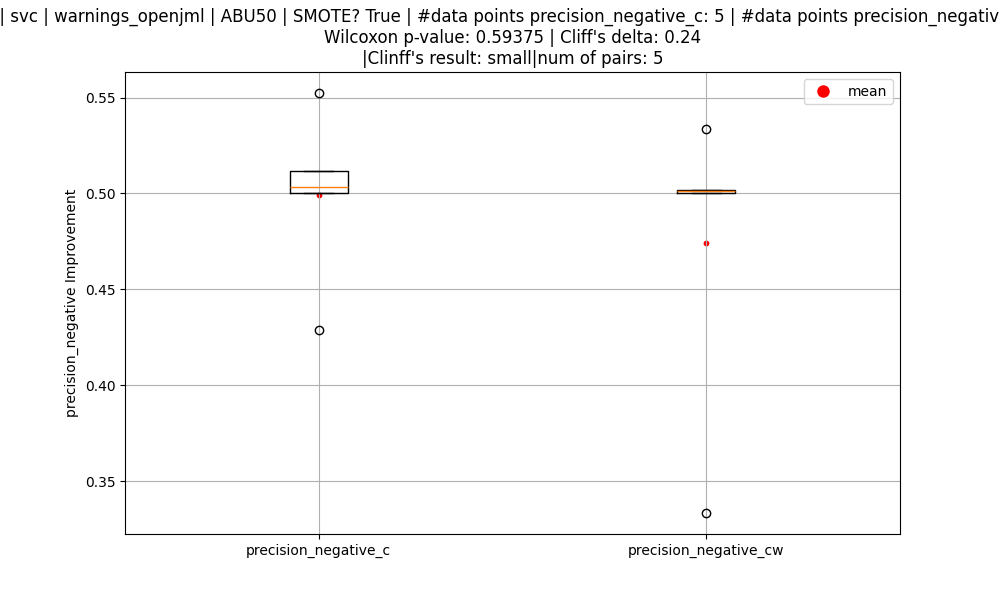 | svc | warnings_openjml | ABU50 | SMOTE? True | #data points precision_negative_c: 5 | #data points precision_negativ
Wilcoxon p-value: 0.59375 | Cliff's delta: 0.24
|Clinff's result: small|num of pairs: 5
mean
precision_negative Improvement
0.55
0.50
0.45
0.40
0.35
precision_negative_c
precision_negative_cw